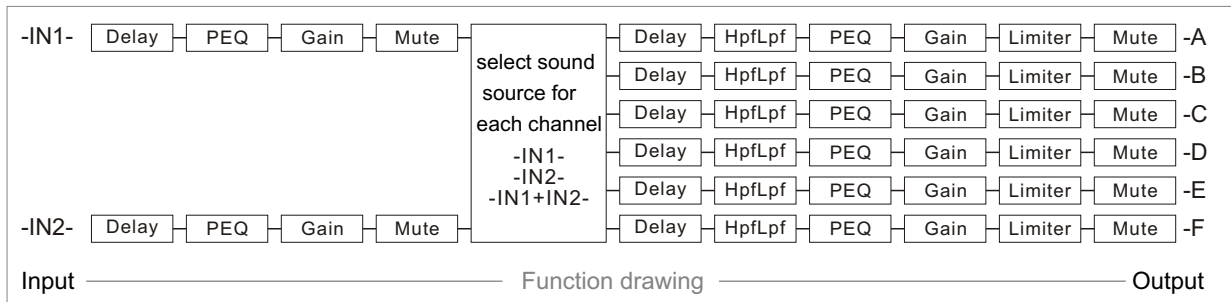 -IN1- Delay PEQ Gain Mute Delay HpfLpf PEQ Gain Limiter Mute -A
select sound
Delay HpfLpf PEQ Gain Limiter Mute -B
source for
Delay HpfLpf PEQ Gain Limiter Mute -C
each channel
-IN1-
Delay HpfLpf PEQ Gain Limiter Mute -D
-IN2-
-IN1+IN2-
Delay HpfLpf PEQ Gain Limiter Mute -E
-IN2- Delay PEQ Gain Mute Delay HpfLpf PEQ Gain Limiter Mute -F
Input Function drawing Output